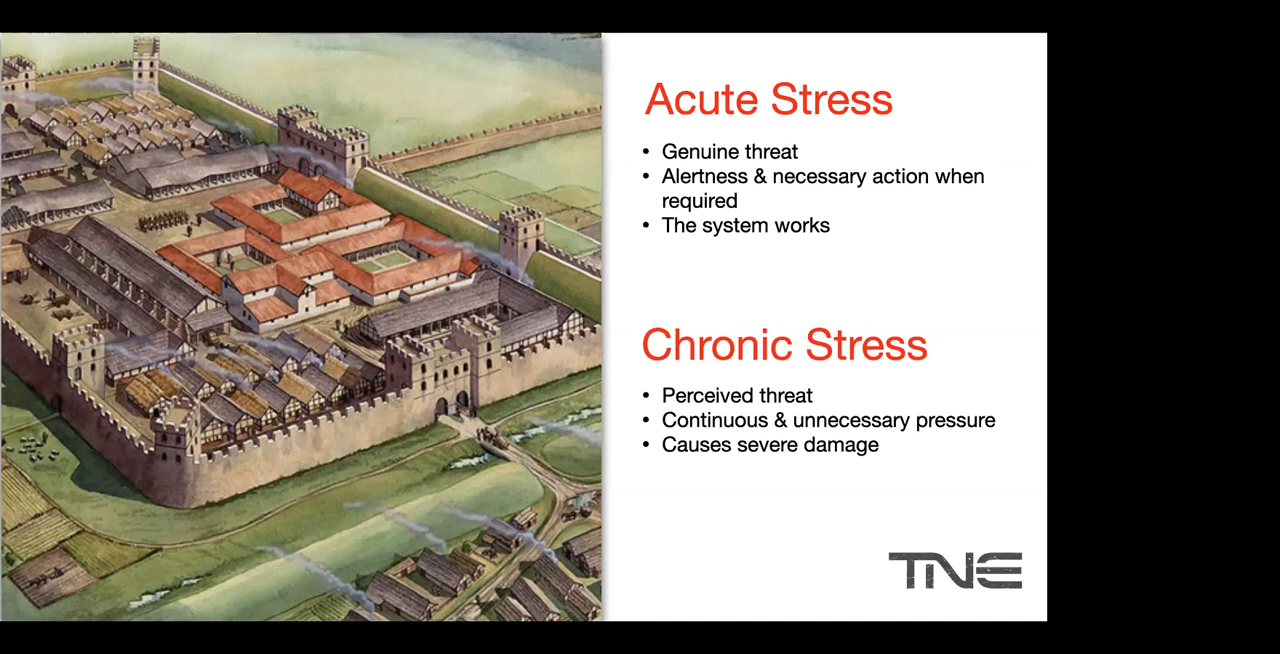 Acute Stress
• Genuine threat
• Alertness & necessary action when
required
• The system works
Chronic Stress
• Perceived threat
• Continuous & unnecessary pressure
• Causes severe damage
TNE